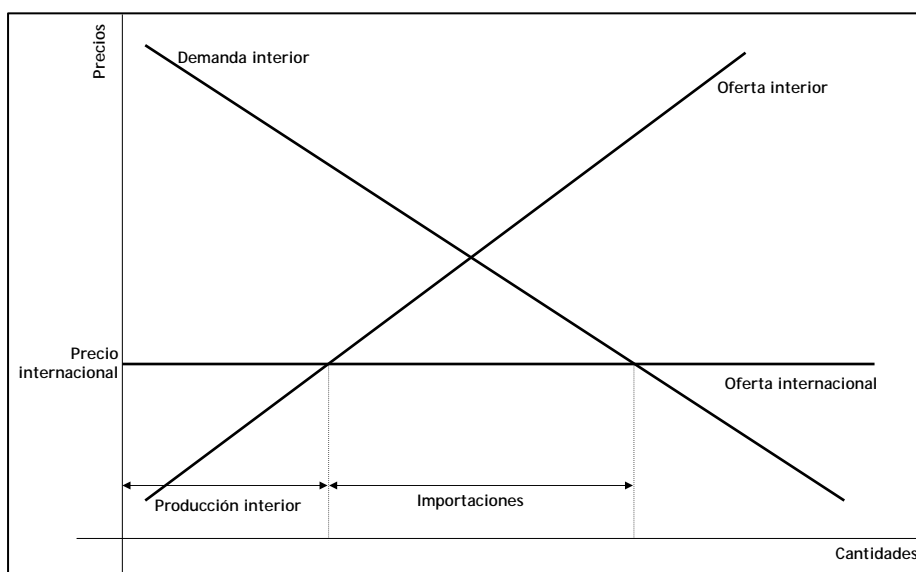 Precios
Demanda interior
Oferta interior
Precio
internacional
Oferta internacional
Producción interior
Importaciones
Cantidades